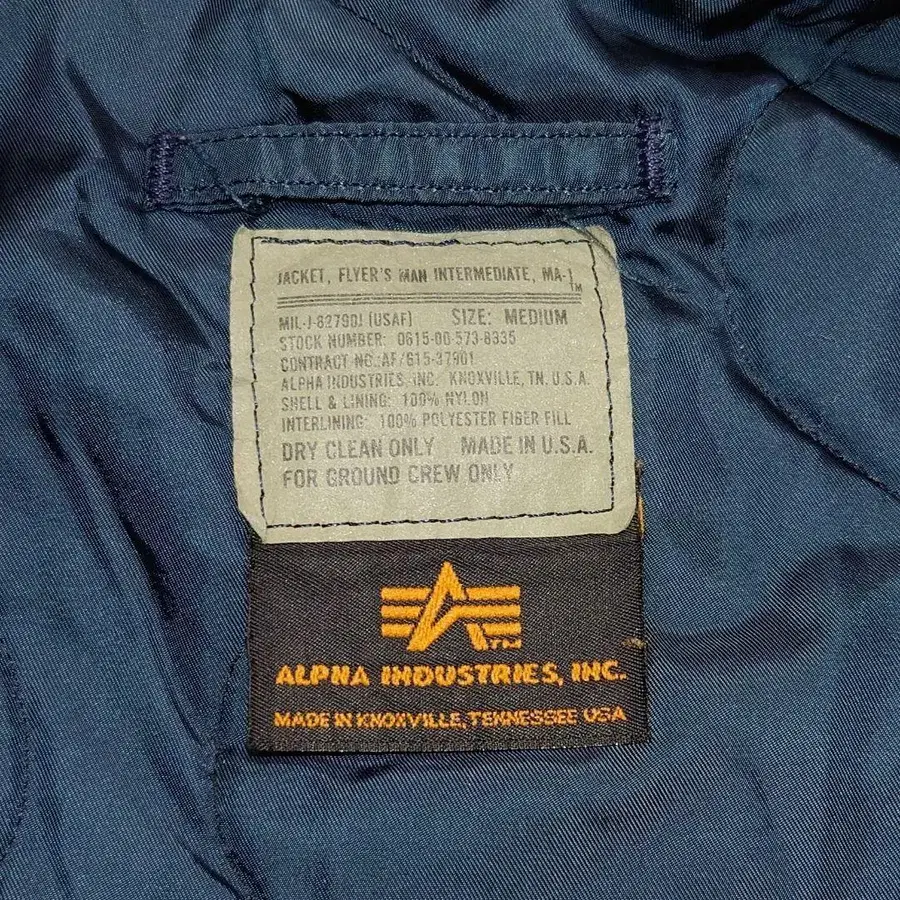 JACKET, FLYER'S MAN INTERMEDIATE, MA-1
TM
MIL-J-8279DJ (USAF) SIZE: MEDIUM
STOCK NUMBER: 0615-00-573-8335
CONTRACT NO.:AF/615-37901
ALPHA INDUSTRIES, INC. KNOXVILLE, TN. U.S.A.
SHELL & LINING: 100% NYLON
INTERLINING: 100% POLYESTER FIBER FILL
DRY CLEAN ONLY MADE IN U.S.A.
FOR GROUND CREW ONLY
TM
ALPHA INDUSTRIES, INC.
MADE IN KNOXVILLE, TENNESSEE USA